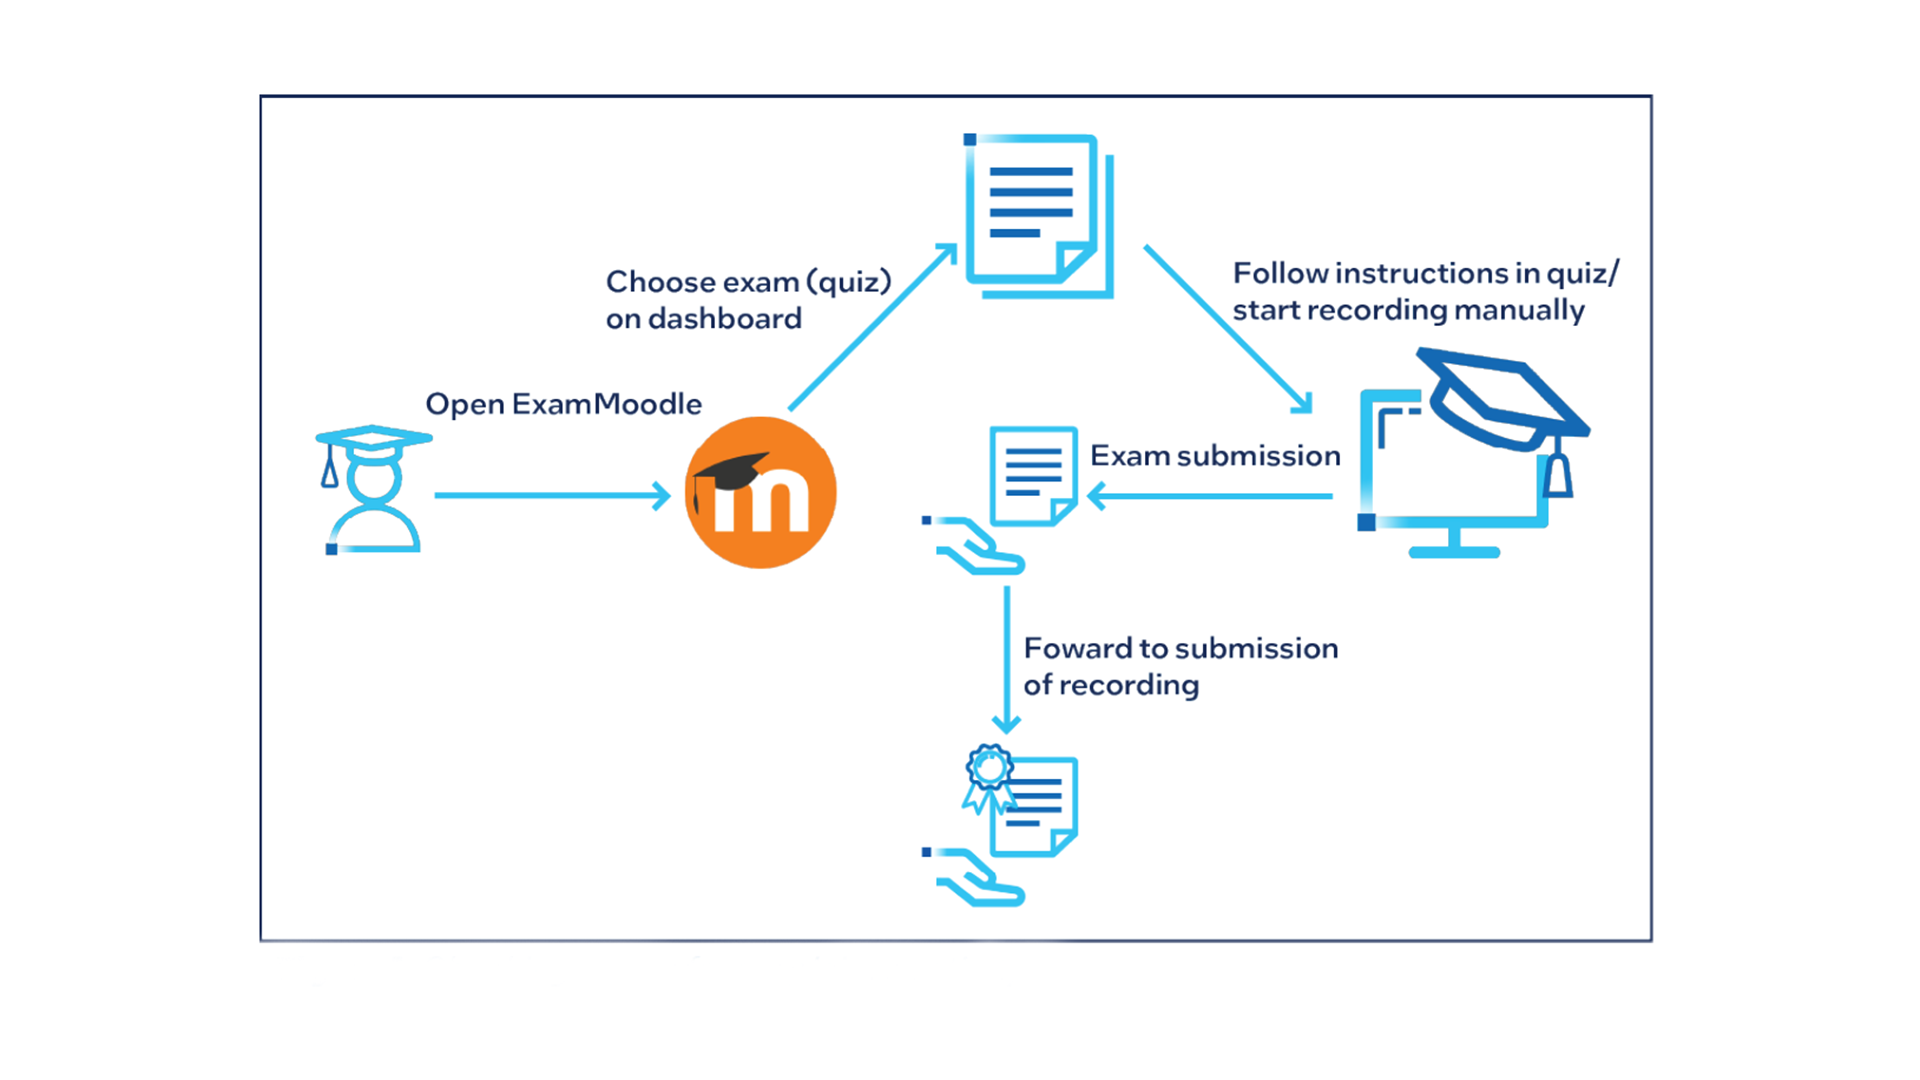 Open ExamMoodle
Choose exam (quiz)
on dashboard
Follow instructions in quiz/
start recording manually
Exam submission
Foward to submission
of recording
m